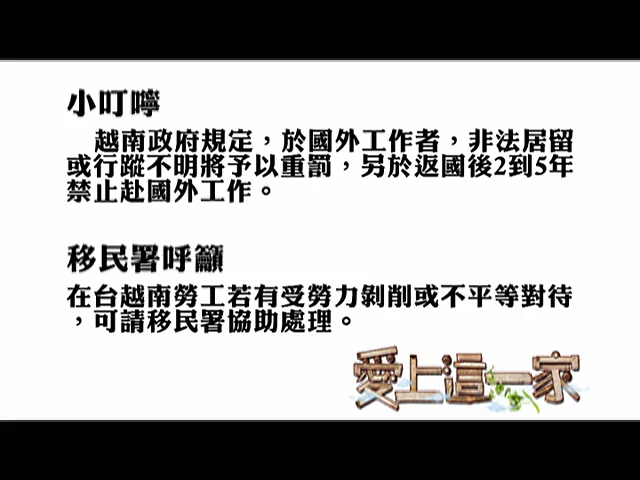 小叮嚀
越南政府規定，於國外工作者，非法居留
或行蹤不明將予以重罰，另於返國後2到5年
禁止赴國外工作。
移民署呼籲
在台越南勞工若有受勞力剝削或不平等對待
，可請移民署協助處理。
愛上這一家